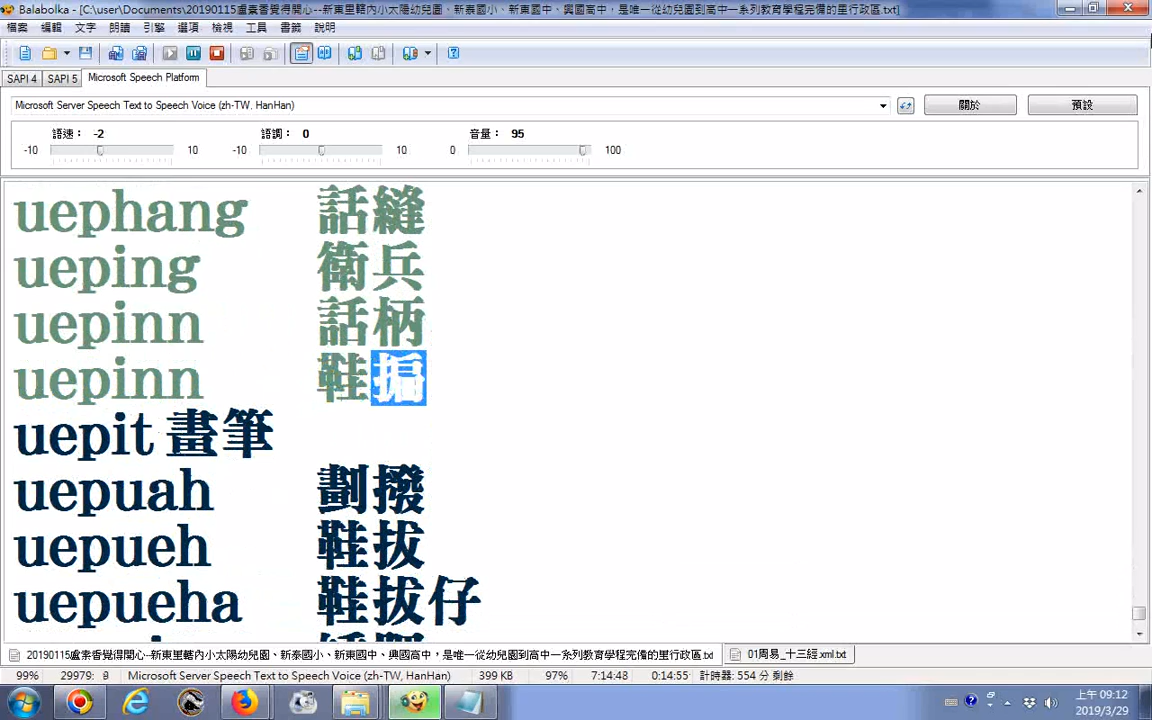 Balabolka - [C:\user\Documents\20190115盧素香覺得開心--新東里轄內小太陽幼兒園、新泰國小、新東國中、興國高中，是唯一從幼兒園到高中一系列教育學程完備的里行政區.txt]
檔案 編輯 文字 朗讀 引擎 選項 檢視 工具 書籤 說明
SAPI 4 SAPI 5 Microsoft Speech Platform
Microsoft Server Speech Text to Speech Voice (zh-TW, HanHan) 關於 預設
語速： -2 語調： 0 音量： 95
-10 10 -10 10 0 100
uephang 話縫
ueping 衛兵
uepinn 話柄
uepinn 鞋揙
uepit 畫筆
uepuah 劃撥
uepueh 鞋拔
uepueha 鞋拔仔
20190115盧素香覺得開心--新東里轄內小太陽幼兒園、新泰國小、新東國中、興國高中，是唯一從幼兒園到高中一系列教育學程完備的里行政區.txt 01周易_十三經.txt
99% 29979: 8 Microsoft Server Speech Text to Speech Voice (zh-TW, HanHan) 399 KB 97% 7:14:48 0:14:55 計時器: 554 分 剩餘
上午 09:12
2019/3/29